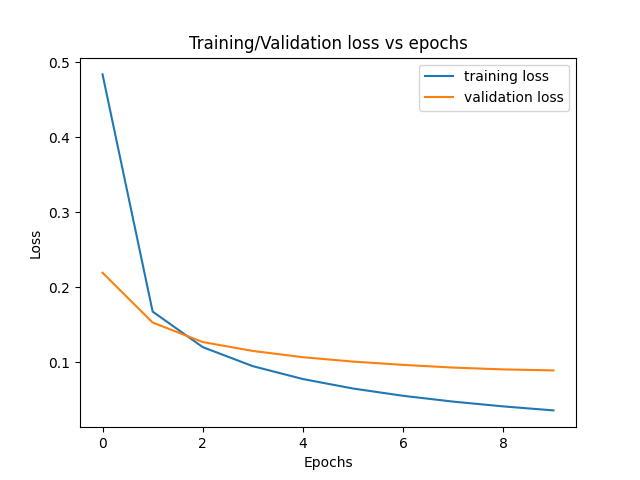 Training/Validation loss vs epochs
training loss
validation loss
0.5
0.4
0.3
0.2
0.1
Loss
0 2 4 6 8
Epochs